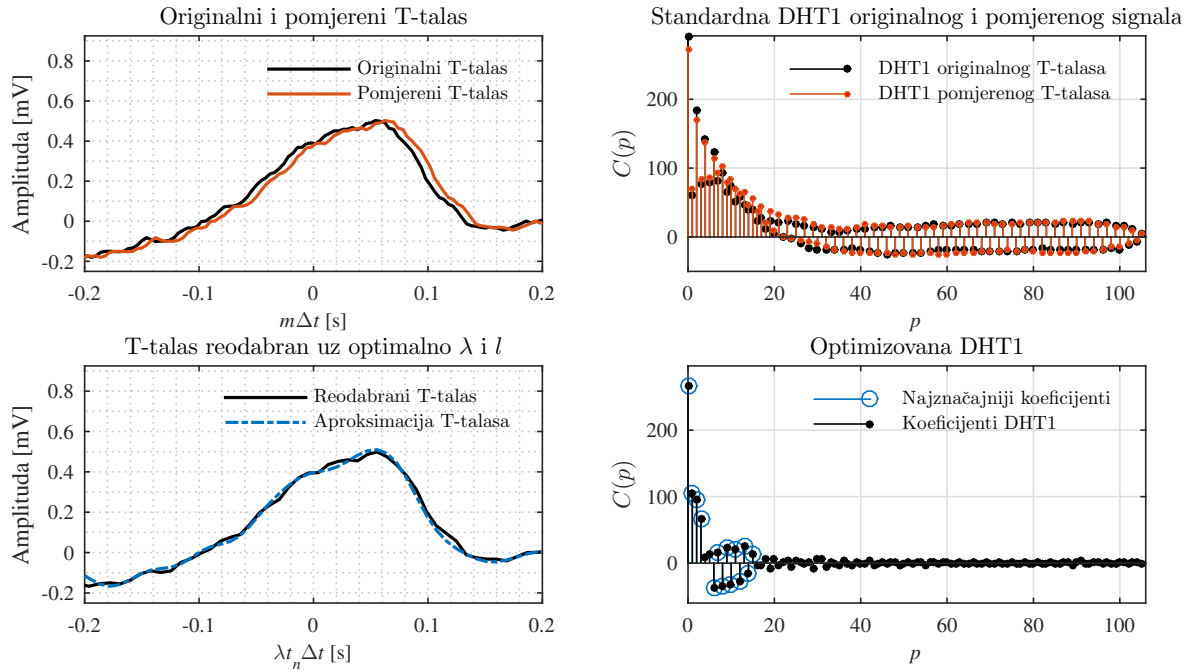 Originalni i pomjereni T-talas
Amplituda [mV]
0.8
0.6
0.4
0.2
0
-0.2
Originalni T-talas
Pomjereni T-talas
-0.2 -0.1 0 0.1 0.2
mΔt [s]
Standardna DHT1 originalnog i pomjerenog signala
C(p)
200
100
0
DHT1 originalnog T-talasa
DHT1 pomjerenog T-talasa
0 20 40 60 80 100
p
T-talas reodabran uz optimalno λ i l
Amplituda [mV]
0.8
0.6
0.4
0.2
0
-0.2
Reodabrani T-talas
Aproksimacija T-talasa
-0.2 -0.1 0 0.1 0.2
λtₙΔt [s]
Optimizovana DHT1
C(p)
200
100
0
Najznačajniji koeficijenti
Koeficijenti DHT1
0 20 40 60 80 100
p